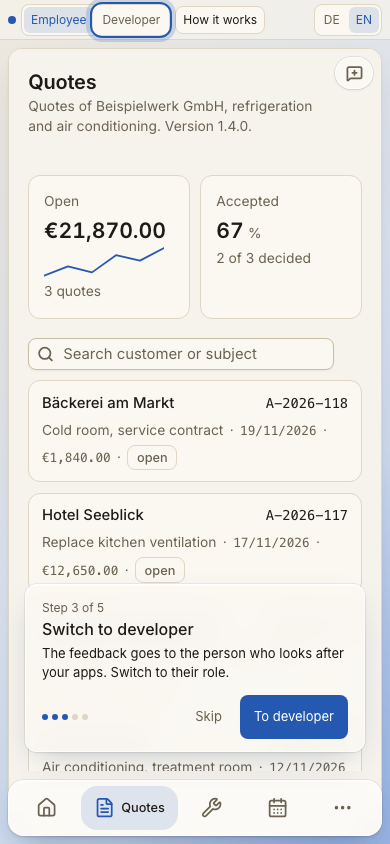 Employee Developer How it works DE EN
Quotes
Quotes of Beispielwerk GmbH, refrigeration
and air conditioning. Version 1.4.0.
Open
€21,870.00
3 quotes
Accepted
67 %
2 of 3 decided
Search customer or subject
Bäckerei am Markt A-2026-118
Cold room, service contract · 19/11/2026 ·
€1,840.00 · open
Hotel Seeblick A-2026-117
Replace kitchen ventilation · 17/11/2026 ·
€12,650.00 · open
Step 3 of 5
Switch to developer
The feedback goes to the person who looks after
your apps. Switch to their role.
Skip To developer
Air conditioning, treatment room · 12/11/2026
Quotes